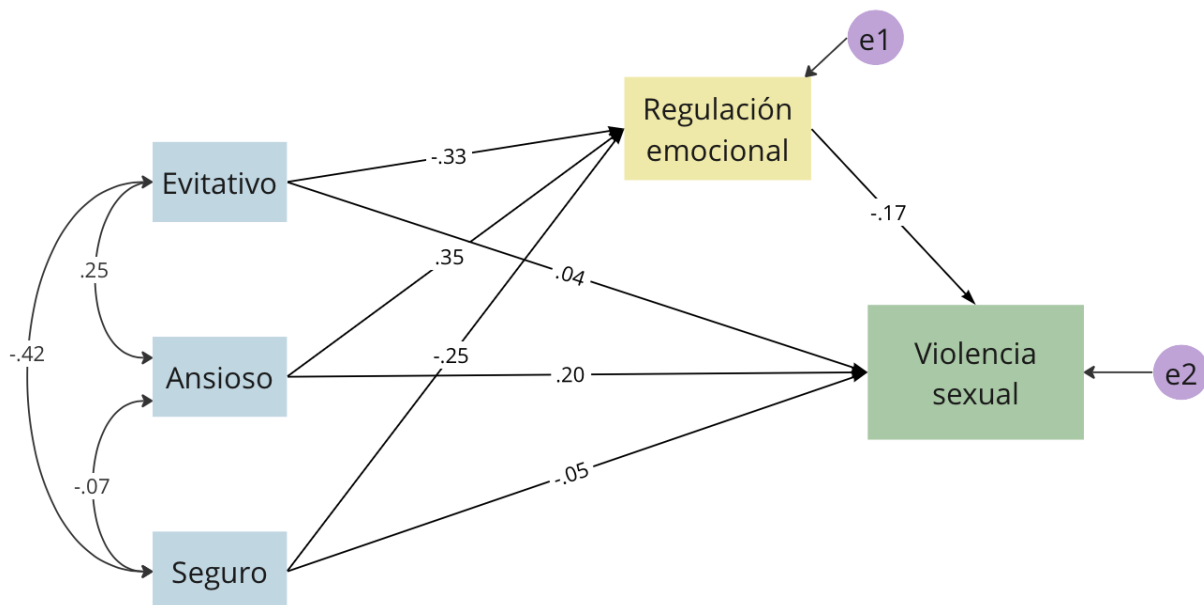 e1
Regulación
emocional
-.33
Evitativo
-.17
.25
.35
.04
Violencia
sexual
-.42
-.25
Ansioso
.20
e2
-.07
-.05
Seguro